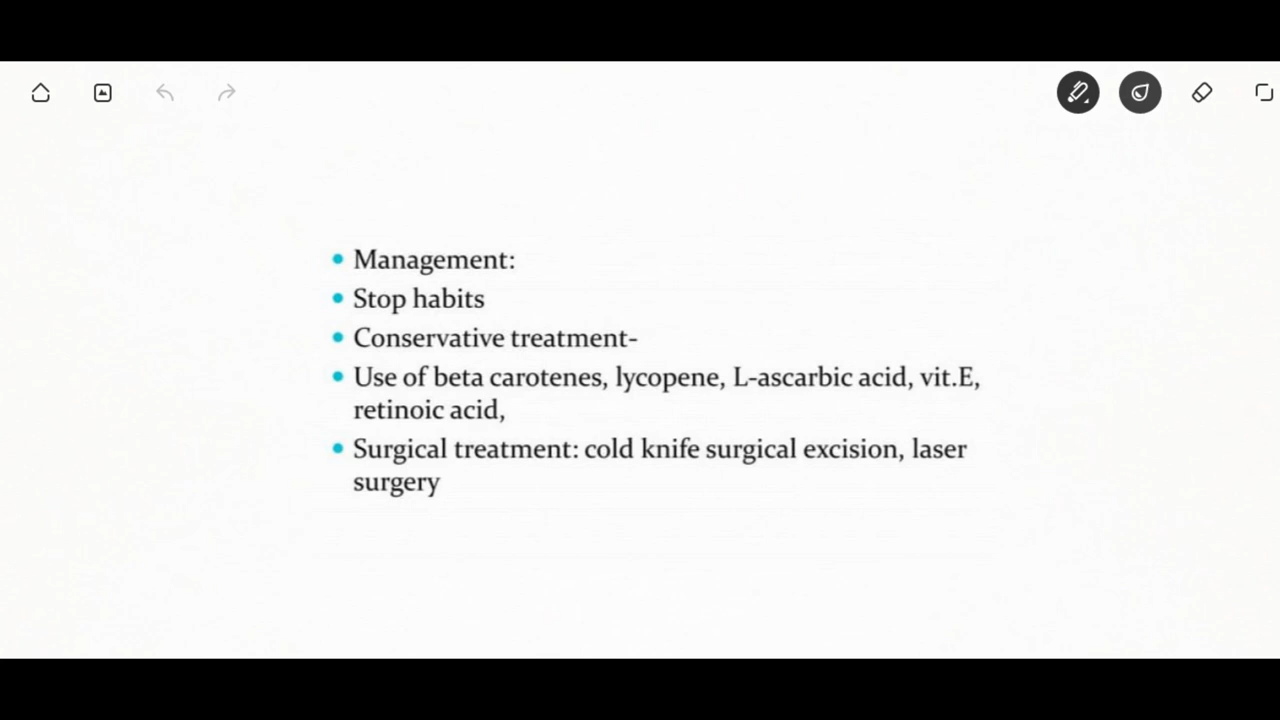 • Management:
• Stop habits
• Conservative treatment-
• Use of beta carotenes, lycopene, L-ascarbic acid, vit.E,
retinoic acid,
• Surgical treatment: cold knife surgical excision, laser
surgery